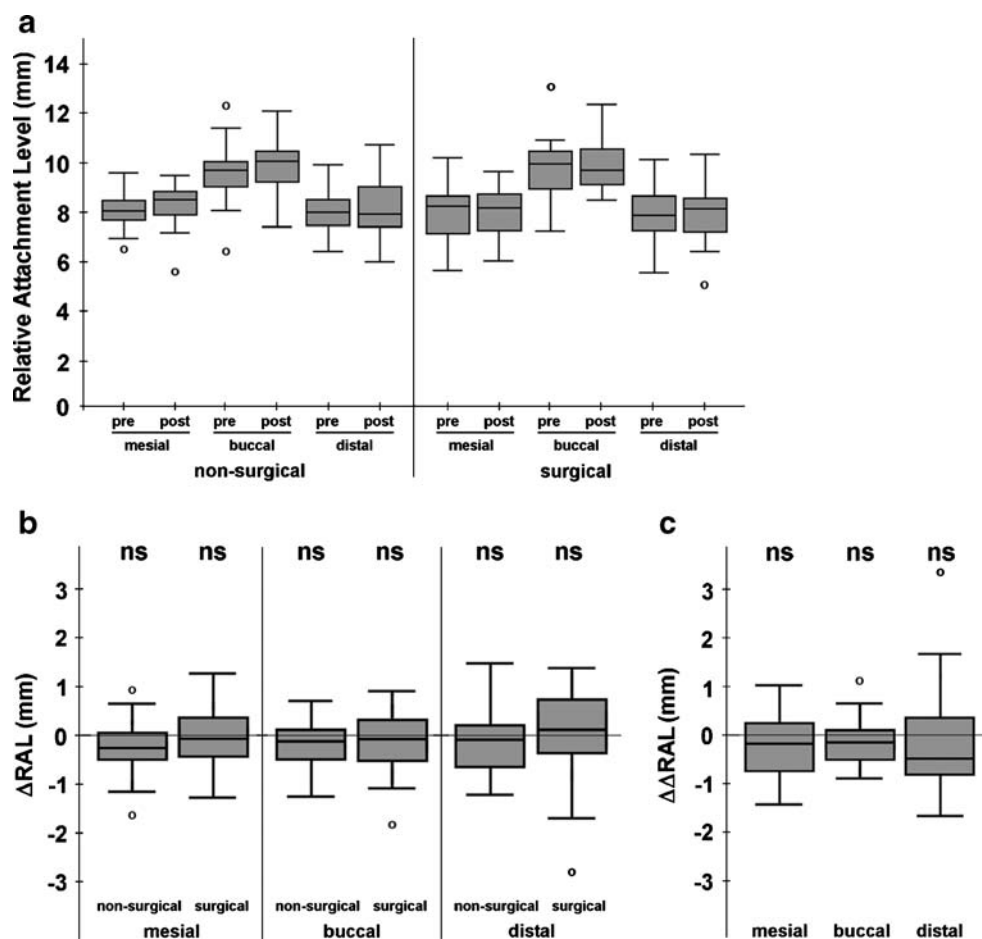 a
Relative Attachment Level (mm)
14
12
10
8
6
4
2
0
pre post pre post pre post pre post pre post pre post
mesial buccal distal mesial buccal distal
non-surgical surgical
b
ns ns ns ns ns ns
ΔRAL (mm)
3
2
1
0
-1
-2
-3
non-surgical surgical non-surgical surgical non-surgical surgical
mesial buccal distal
c
ns ns ns
ΔΔRAL (mm)
3
2
1
0
-1
-2
-3
mesial buccal distal